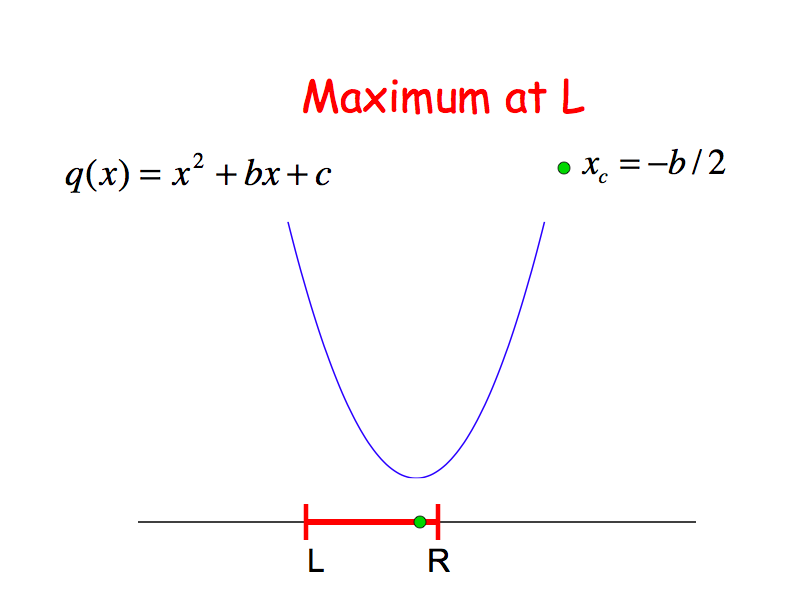 Maximum at L
q(x) = x² + bx + c
x_c = −b / 2
L R